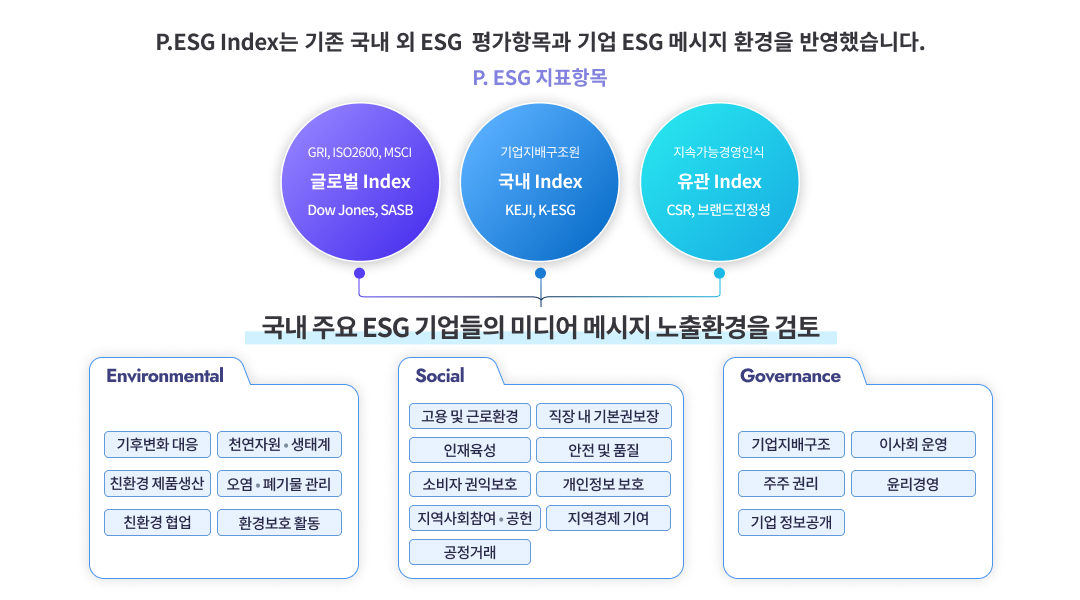 P.ESG Index는 기존 국내 외 ESG 평가항목과 기업 ESG 메시지 환경을 반영했습니다.
P. ESG 지표항목
GRI, ISO2600, MSCI
글로벌 Index
Dow Jones, SASB
기업지배구조원
국내 Index
KEJI, K-ESG
지속가능경영인식
유관 Index
CSR, 브랜드진정성
국내 주요 ESG 기업들의 미디어 메시지 노출환경을 검토
Environmental
기후변화 대응
천연자원 • 생태계
친환경 제품생산
오염 • 폐기물 관리
친환경 협업
환경보호 활동
Social
고용 및 근로환경
직장 내 기본권보장
인재육성
안전 및 품질
소비자 권익보호
개인정보 보호
지역사회참여 • 공헌
지역경제 기여
공정거래
Governance
기업지배구조
이사회 운영
주주 권리
윤리경영
기업 정보공개